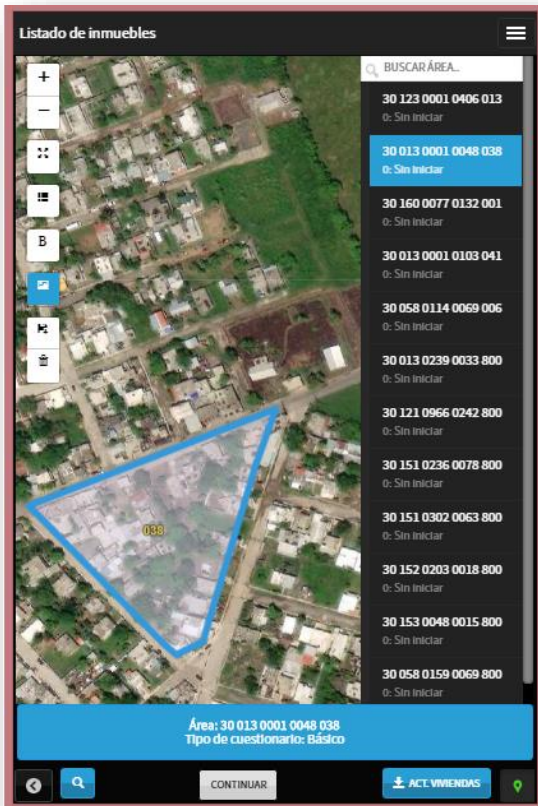 Listado de inmuebles
+
−
B
038
BUSCAR ÁREA..
30 123 0001 0406 013
0: Sin iniciar
30 013 0001 0048 038
0: Sin iniciar
30 160 0077 0132 001
0: Sin iniciar
30 013 0001 0103 041
0: Sin iniciar
30 058 0114 0069 006
0: Sin iniciar
30 013 0239 0033 800
0: Sin iniciar
30 121 0966 0242 800
0: Sin iniciar
30 151 0236 0078 800
0: Sin iniciar
30 151 0302 0063 800
0: Sin iniciar
30 152 0203 0018 800
0: Sin iniciar
30 153 0048 0015 800
0: Sin iniciar
30 058 0159 0069 800
0: Sin iniciar
Área: 30 013 0001 0048 038
Tipo de cuestionario: Básico
CONTINUAR
ACT. VIVIENDAS